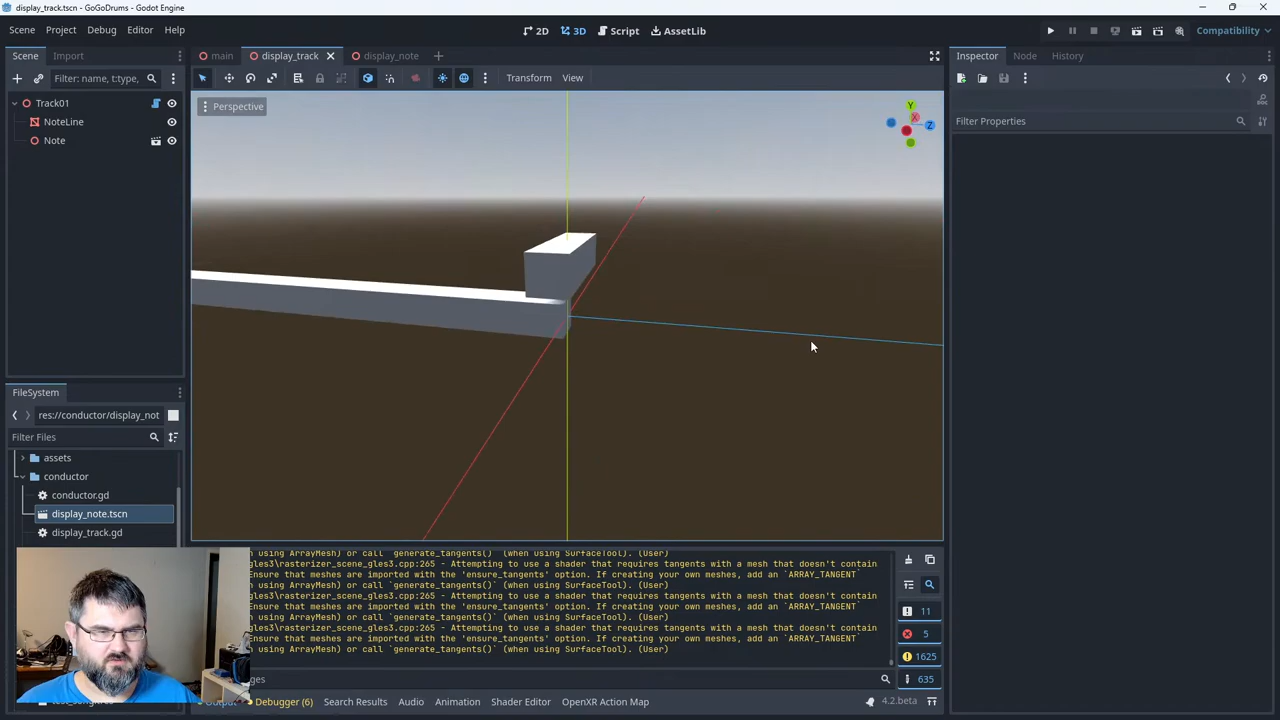 display_track.tscn - GoGoDrums - Godot Engine
Scene Project Debug Editor Help
2D 3D Script AssetLib
Compatibility
Scene Import
main display_track display_note
Inspector Node History
Filter: name, t:type,
Transform View
Track01
Perspective
Y
X
Z
NoteLine
Filter Properties
Note
FileSystem
res://conductor/display_not
Filter Files
assets
conductor
conductor.gd
display_note.tscn
display_track.gd
n using ArrayMesh) or call `generate_tangents()` (when using SurfaceTool). (User)
gles3\rasterizer_scene_gles3.cpp:265 - Attempting to use a shader that requires tangents with a mesh that doesn't contain
Ensure that meshes are imported with the 'ensure_tangents' option. If creating your own meshes, add an `ARRAY_TANGENT`
n using ArrayMesh) or call `generate_tangents()` (when using SurfaceTool). (User)
gles3\rasterizer_scene_gles3.cpp:265 - Attempting to use a shader that requires tangents with a mesh that doesn't contain
Ensure that meshes are imported with the 'ensure_tangents' option. If creating your own meshes, add an `ARRAY_TANGENT`
n using ArrayMesh) or call `generate_tangents()` (when using SurfaceTool). (User)
gles3\rasterizer_scene_gles3.cpp:265 - Attempting to use a shader that requires tangents with a mesh that doesn't contain
Ensure that meshes are imported with the 'ensure_tangents' option. If creating your own meshes, add an `ARRAY_TANGENT`
n using ArrayMesh) or call `generate_tangents()` (when using SurfaceTool). (User)
11
5
1625
635
ges
Debugger (6) Search Results Audio Animation Shader Editor OpenXR Action Map
4.2.beta